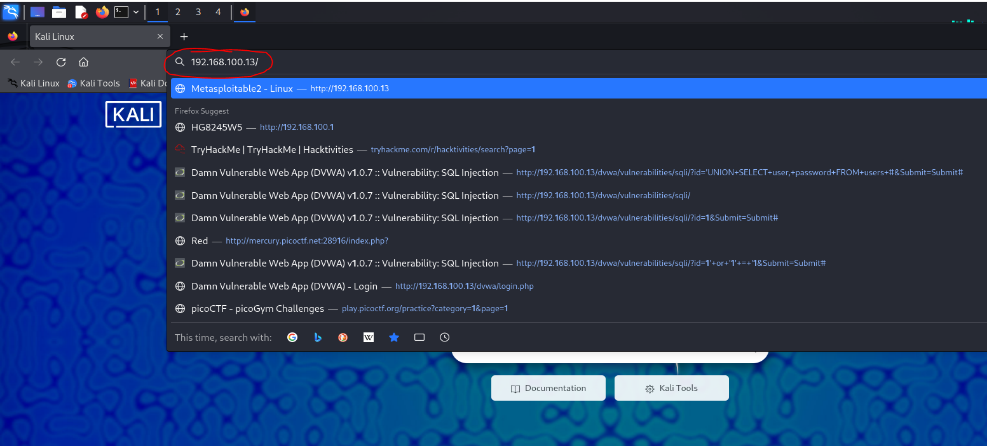 1 2 3 4
Kali Linux
192.168.100.13/
Kali Linux Kali Tools Kali Do
Metasploitable2 - Linux — http://192.168.100.13
KALI
Firefox Suggest
HG8245W5 — http://192.168.100.1
TryHackMe | TryHackMe | Hacktivities — tryhackme.com/r/hacktivities/search?page=1
Damn Vulnerable Web App (DVWA) v1.0.7 :: Vulnerability: SQL Injection — http://192.168.100.13/dvwa/vulnerabilities/sqli/?id='UNION+SELECT+user,+password+FROM+users+#&Submit=Submit#
Damn Vulnerable Web App (DVWA) v1.0.7 :: Vulnerability: SQL Injection — http://192.168.100.13/dvwa/vulnerabilities/sqli/
Damn Vulnerable Web App (DVWA) v1.0.7 :: Vulnerability: SQL Injection — http://192.168.100.13/dvwa/vulnerabilities/sqli/?id=1&Submit=Submit#
Red — http://mercury.picoctf.net:28916/index.php?
Damn Vulnerable Web App (DVWA) v1.0.7 :: Vulnerability: SQL Injection — http://192.168.100.13/dvwa/vulnerabilities/sqli/?id=1'+or+'1'+=+'1&Submit=Submit#
Damn Vulnerable Web App (DVWA) - Login — http://192.168.100.13/dvwa/login.php
picoCTF - picoGym Challenges — play.picoctf.org/practice?category=1&page=1
This time, search with:
Documentation Kali Tools